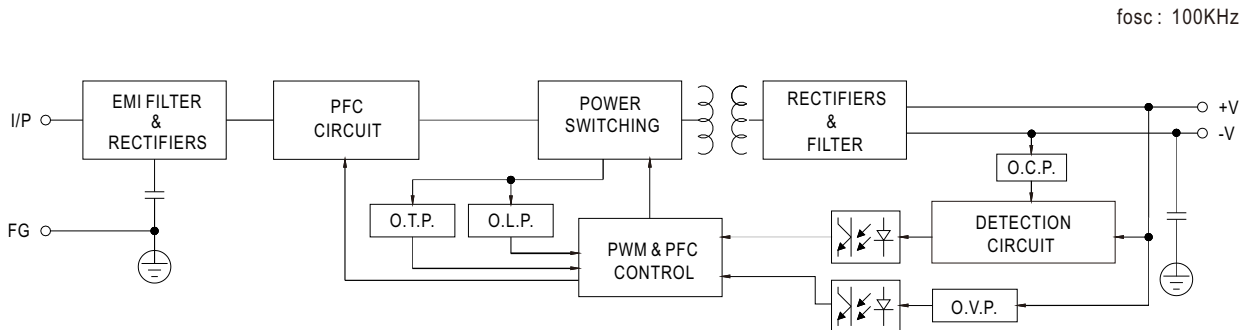 fosc : 100KHz
I/P
EMI FILTER
&
RECTIFIERS
PFC
CIRCUIT
POWER
SWITCHING
RECTIFIERS
&
FILTER
+V
-V
O.C.P.
FG
O.T.P.
O.L.P.
PWM & PFC
CONTROL
DETECTION
CIRCUIT
O.V.P.